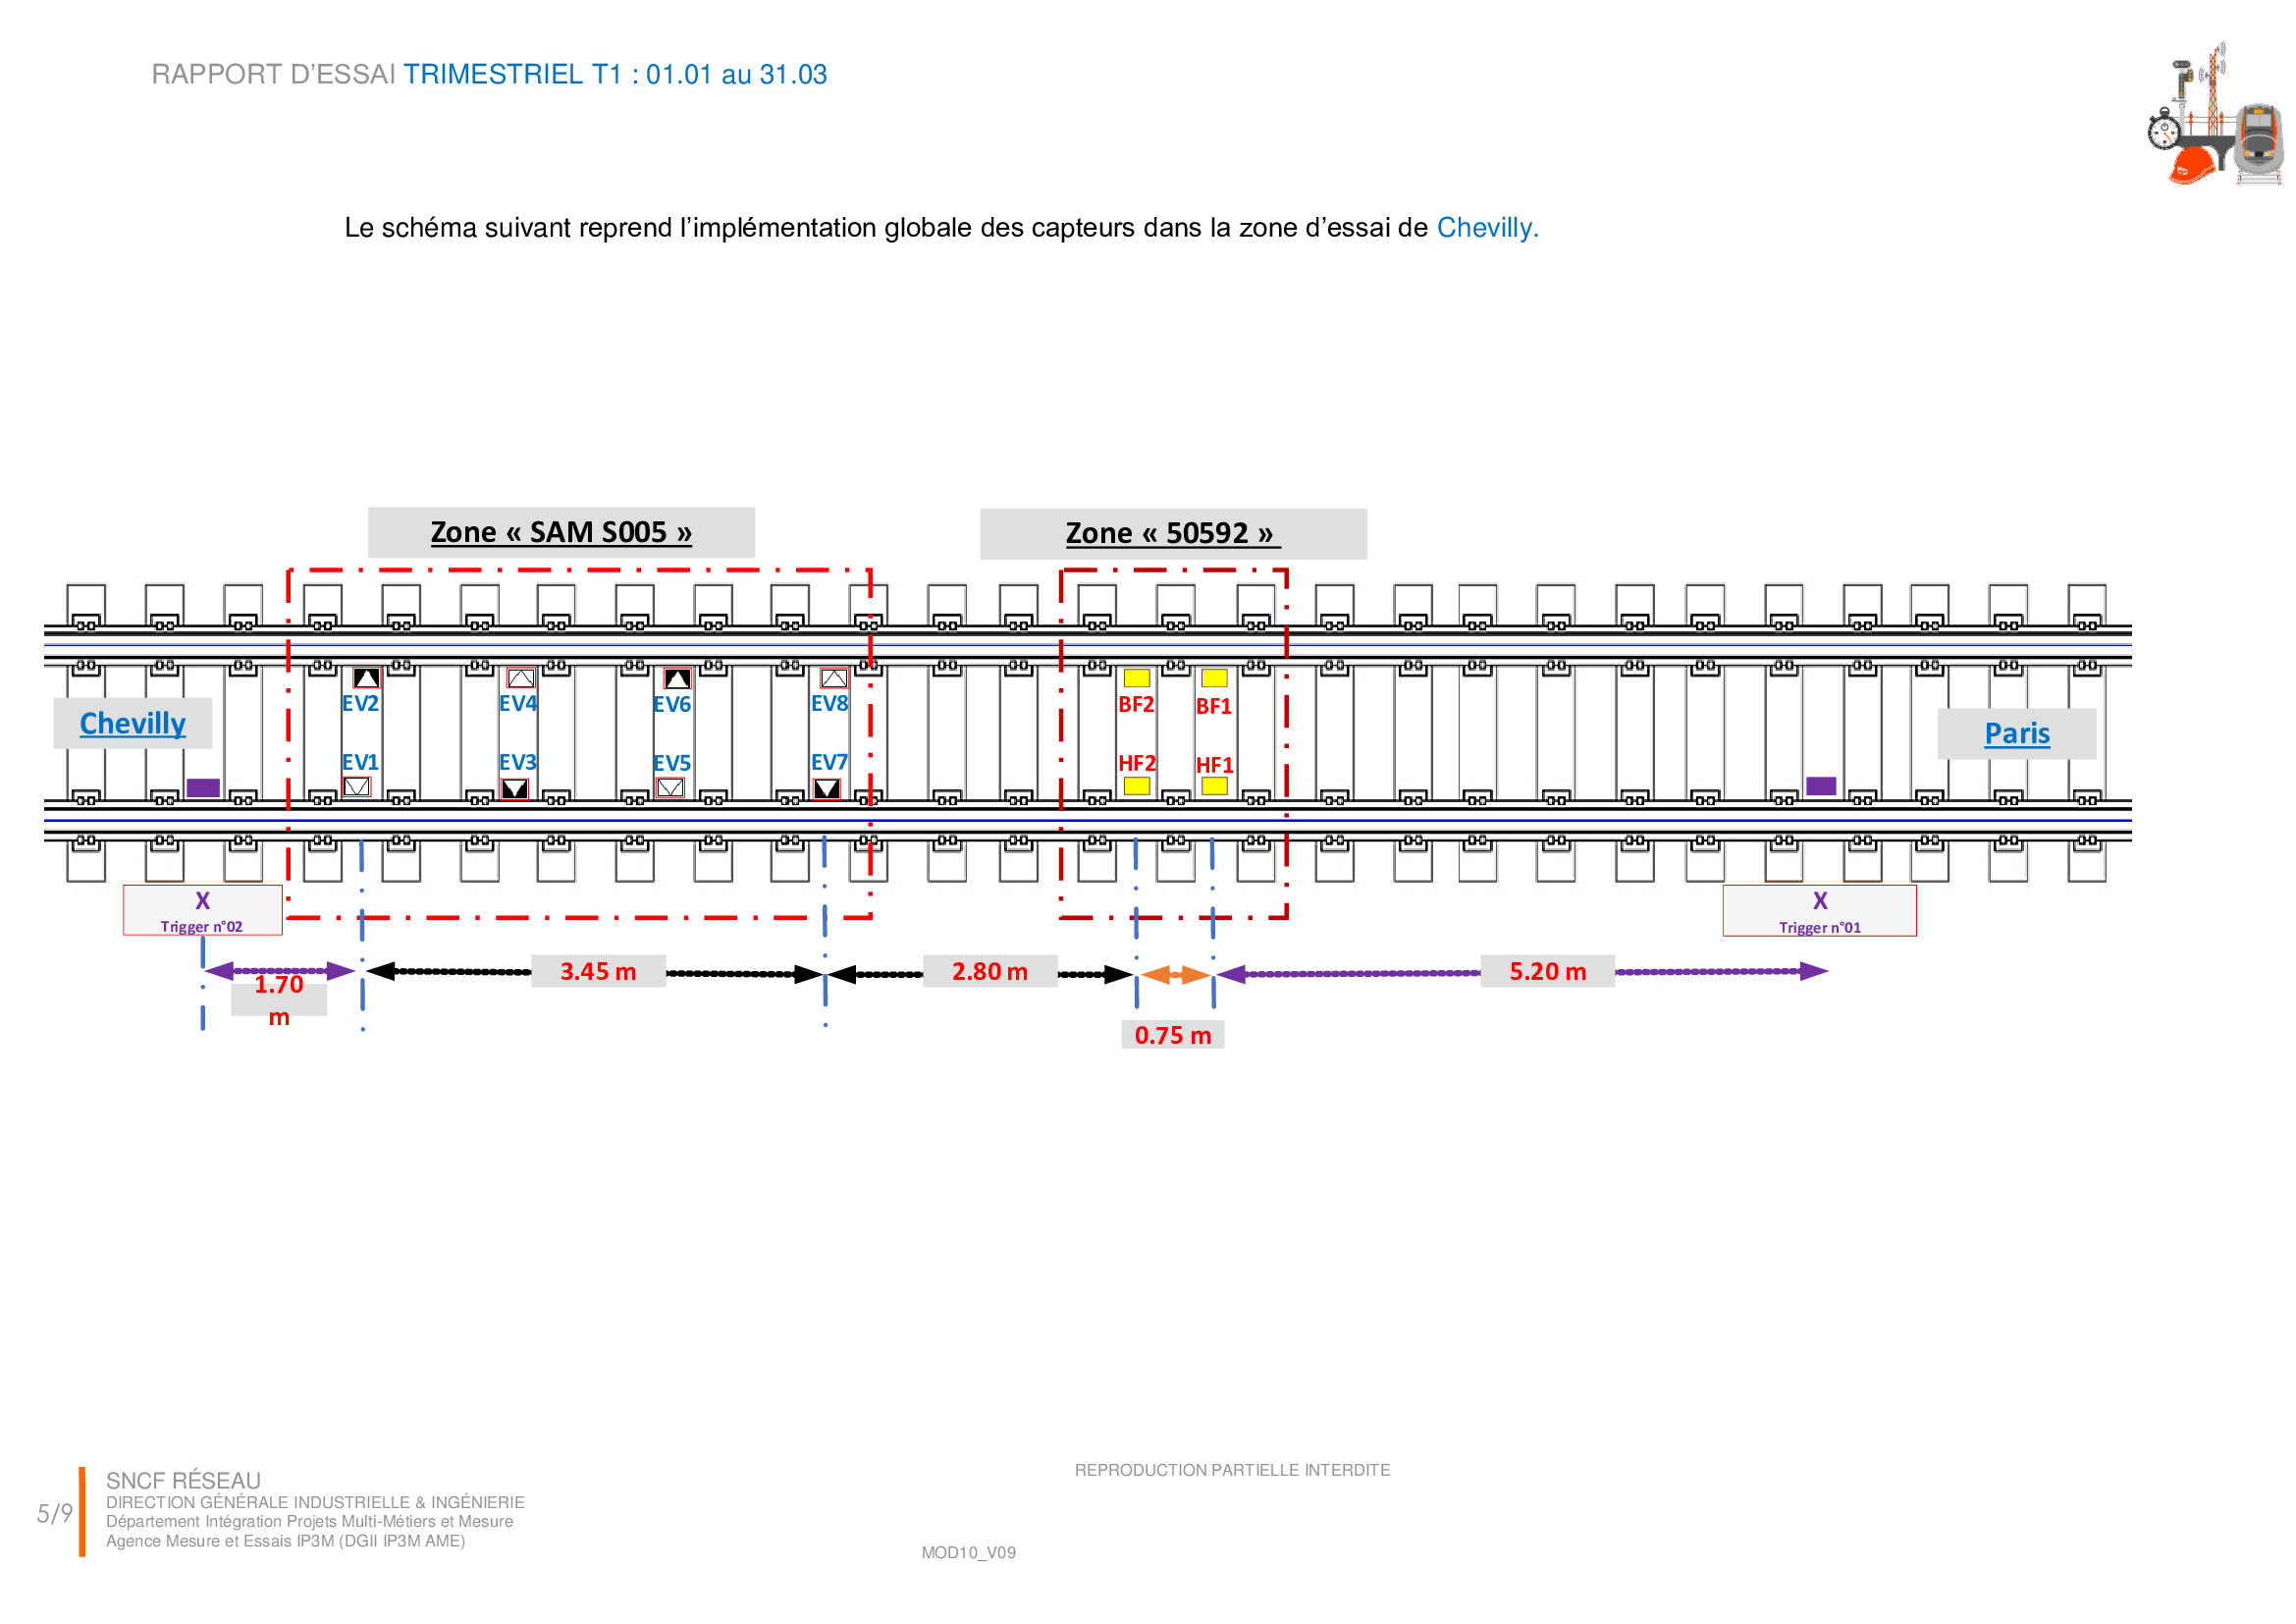 RAPPORT D’ESSAI TRIMESTRIEL T1 : 01.01 au 31.03
Le schéma suivant reprend l’implémentation globale des capteurs dans la zone d’essai de Chevilly.
Zone « SAM S005 »
Zone « 50592 »
EV2 EV4 EV6 EV8 BF2 BF1
Chevilly
Paris
EV1 EV3 EV5 EV7 HF2 HF1
X
Trigger n°02
X
Trigger n°01
1.70
m
3.45 m
2.80 m
5.20 m
0.75 m
REPRODUCTION PARTIELLE INTERDITE
5/9
SNCF RÉSEAU
DIRECTION GÉNÉRALE INDUSTRIELLE & INGÉNIERIE
Département Intégration Projets Multi-Métiers et Mesure
Agence Mesure et Essais IP3M (DGII IP3M AME)
MOD10_V09